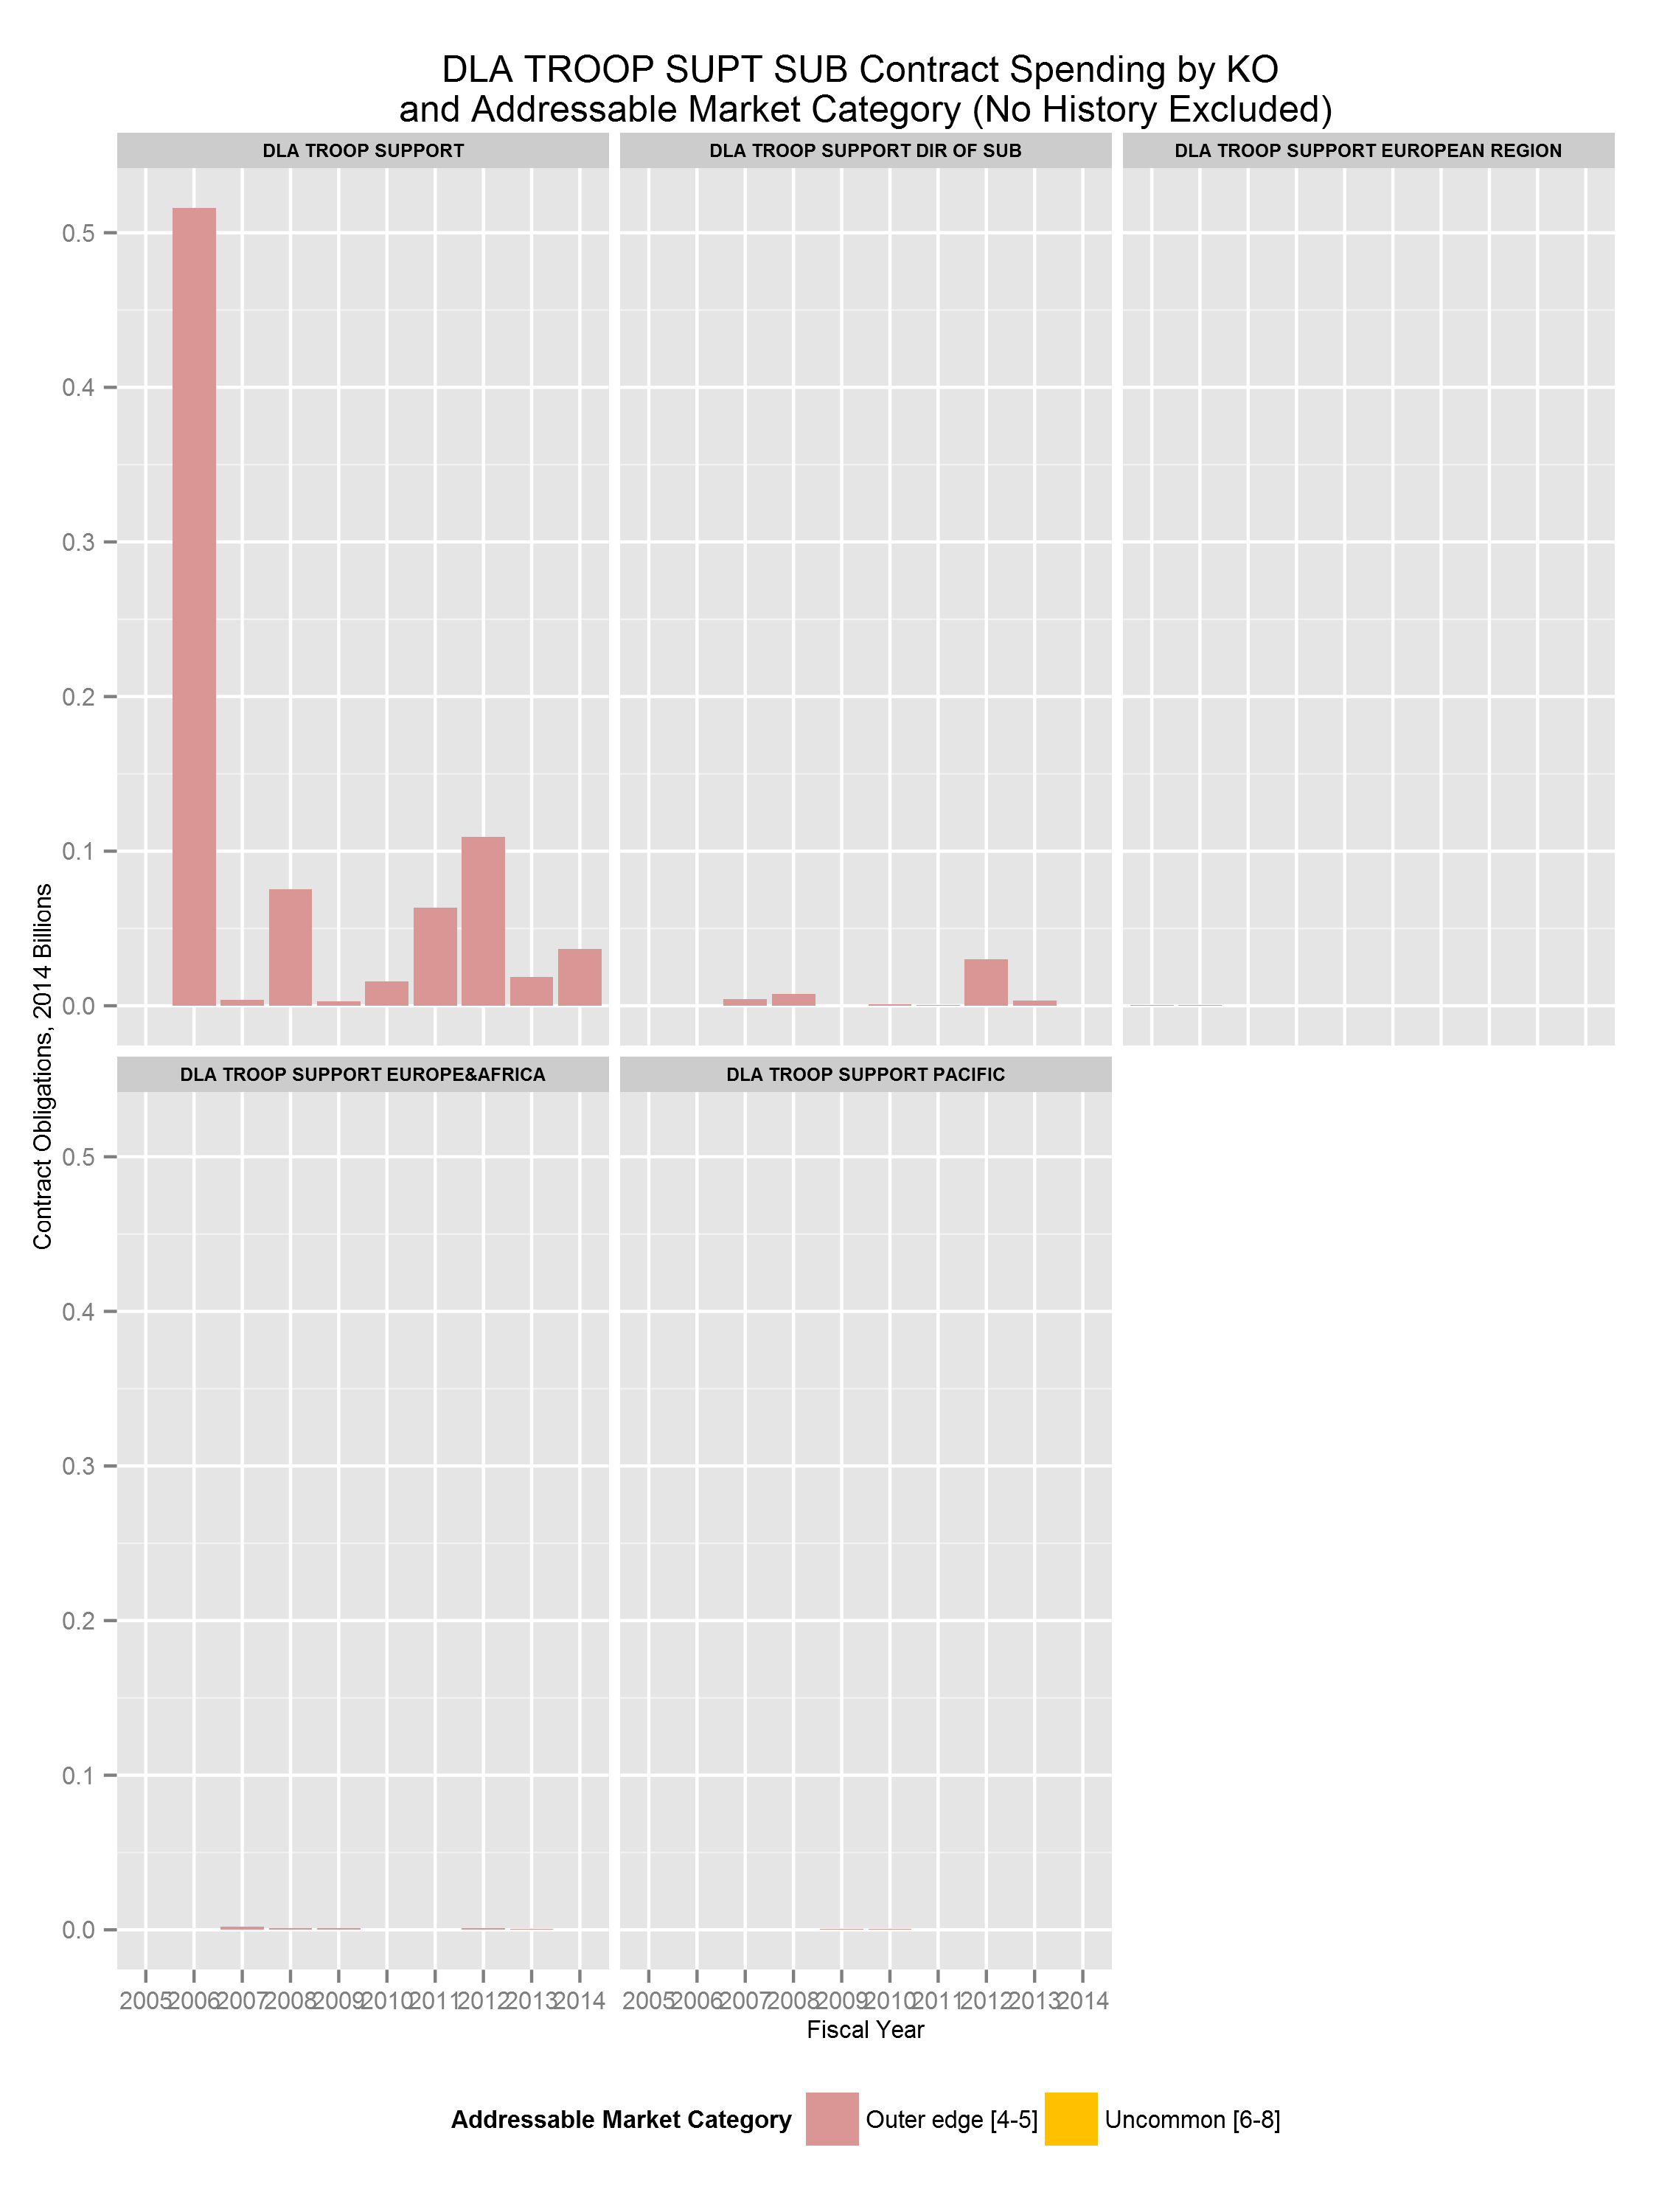 DLA TROOP SUPT SUB Contract Spending by KO
and Addressable Market Category (No History Excluded)
DLA TROOP SUPPORT
DLA TROOP SUPPORT DIR OF SUB
DLA TROOP SUPPORT EUROPEAN REGION
0.5
0.4
0.3
0.2
0.1
0.0
Contract Obligations, 2014 Billions
DLA TROOP SUPPORT EUROPE&AFRICA
DLA TROOP SUPPORT PACIFIC
0.5
0.4
0.3
0.2
0.1
0.0
2005 2006 2007 2008 2009 2010 2011 2012 2013 2014
2005 2006 2007 2008 2009 2010 2011 2012 2013 2014
Fiscal Year
Addressable Market Category Outer edge [4-5] Uncommon [6-8]